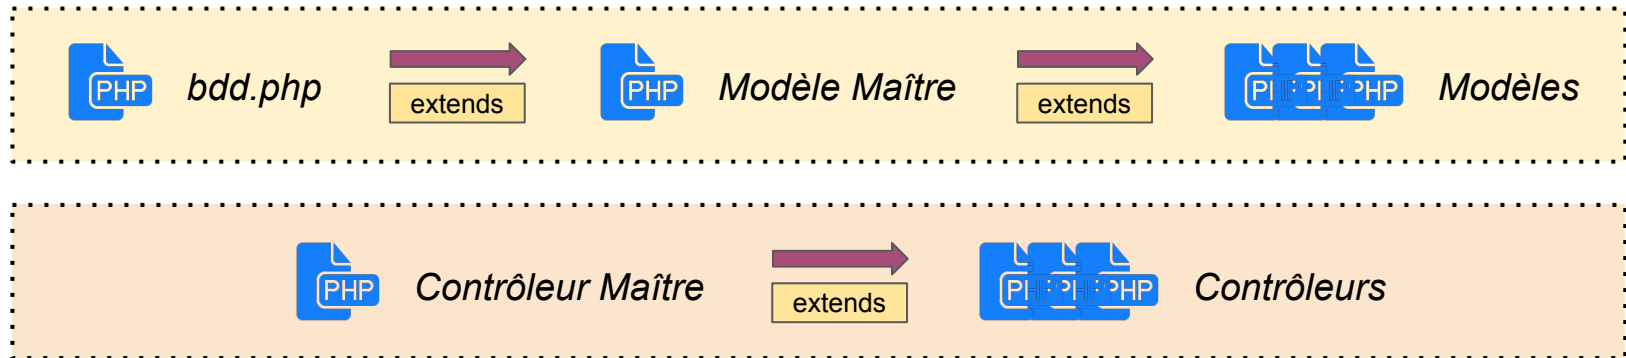 PHP bdd.php extends PHP Modèle Maître extends PHP Modèles
PHP Contrôleur Maître extends PHP Contrôleurs